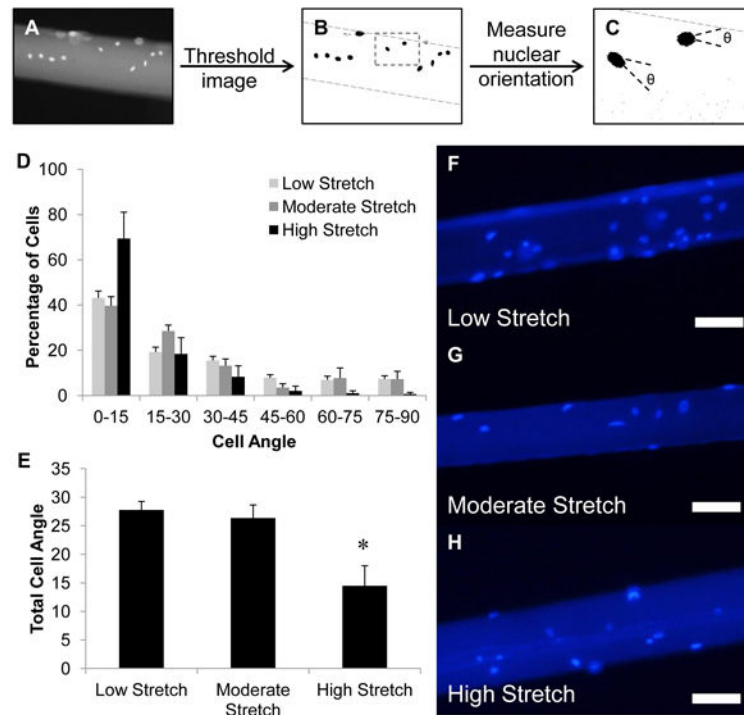 A
Threshold
image
B
Measure
nuclear
orientation
C
θ
θ
D
100
80
60
40
20
0
Percentage of Cells
Low Stretch
Moderate Stretch
High Stretch
0-15 15-30 30-45 45-60 60-75 75-90
Cell Angle
E
35
30
25
20
15
10
5
0
Total Cell Angle
*
Low Stretch Moderate High Stretch
Stretch
F
Low Stretch
G
Moderate Stretch
H
High Stretch